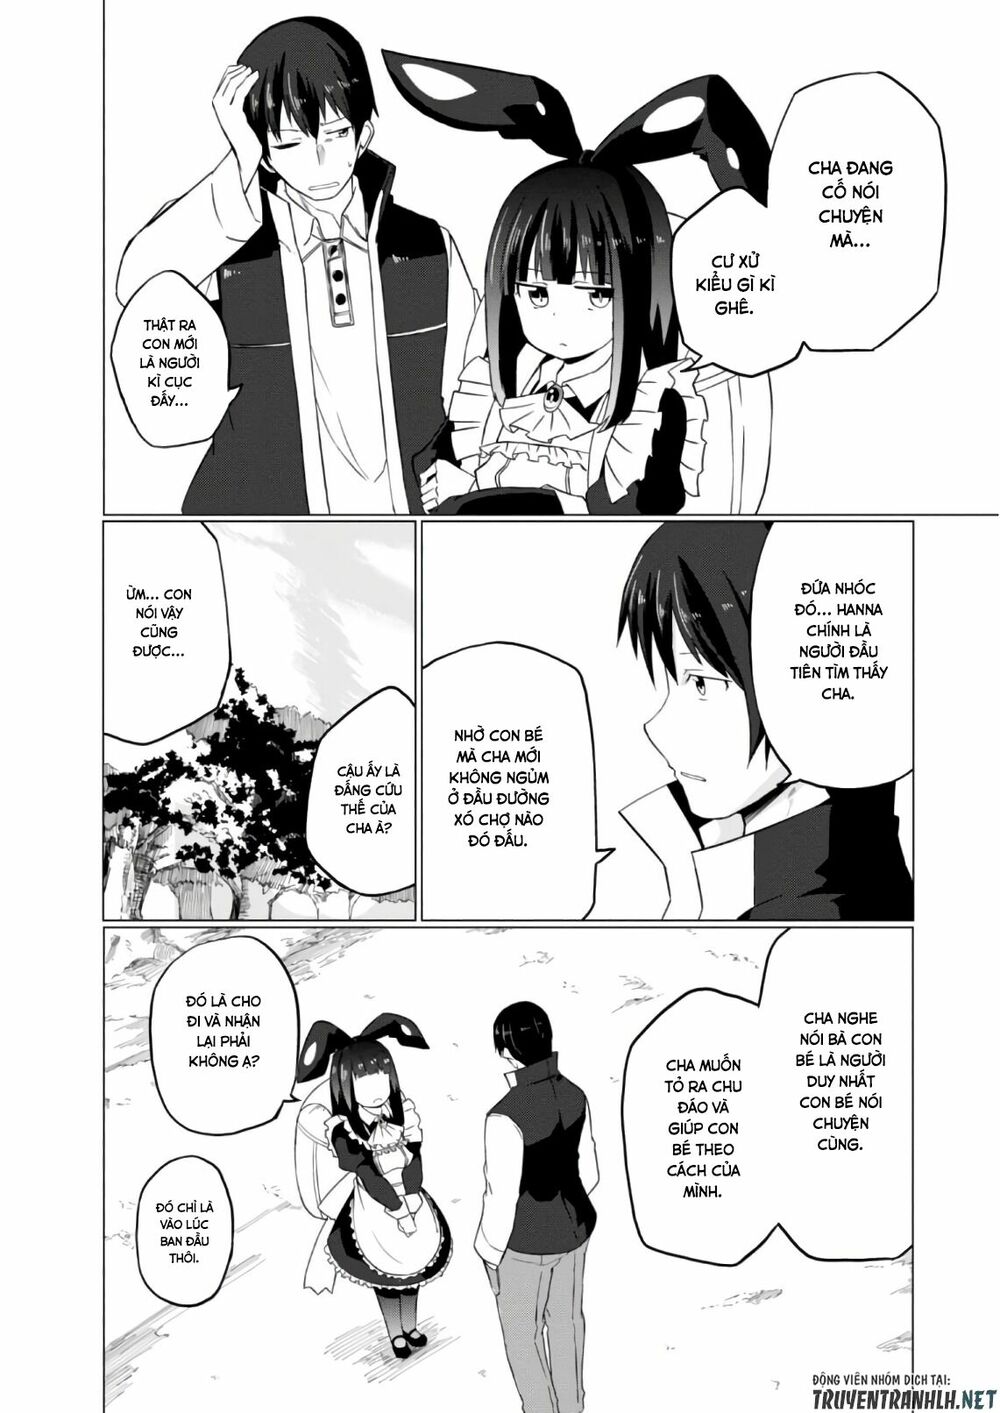 CHA ĐANG
CỐ NÓI
CHUYỆN
MÀ...
CƯ XỬ
KIỂU GÌ KÌ
GHÊ.
THẬT RA
CON MỚI
LÀ NGƯỜI
KÌ CỤC
ĐẤY...
ĐỨA NHÓC
ĐÓ... HANNA
CHÍNH LÀ
NGƯỜI ĐẦU
TIÊN TÌM THẤY
CHA.
NHỜ CON BÉ
MÀ CHA MỚI
KHÔNG NGỦM
Ở ĐẦU ĐƯỜNG
XÓ CHỢ NÀO
ĐÓ ĐẤU.
CẬU ẤY LÀ
ĐẤNG CỨU
THẾ CỦA
CHA À?
ỪM... CON
NÓI VẬY
CŨNG
ĐƯỢC...
CHA NGHE
NÓI BÀ CON
BÉ LÀ NGƯỜI
DUY NHẤT
CON BÉ NÓI
CHUYỆN
CÙNG.
CHA MUỐN
TỎ RA CHU
ĐÁO VÀ
GIÚP CON
BÉ THEO
CÁCH CỦA
MÌNH.
ĐÓ LÀ CHO
ĐI VÀ NHẬN
LẠI PHẢI
KHÔNG Ạ?
ĐÓ CHỈ LÀ
VÀO LÚC
BAN ĐẦU
THÔI.
ĐỘNG VIÊN NHÓM DỊCH TẠI:
TRUYENTRANHLH.NET